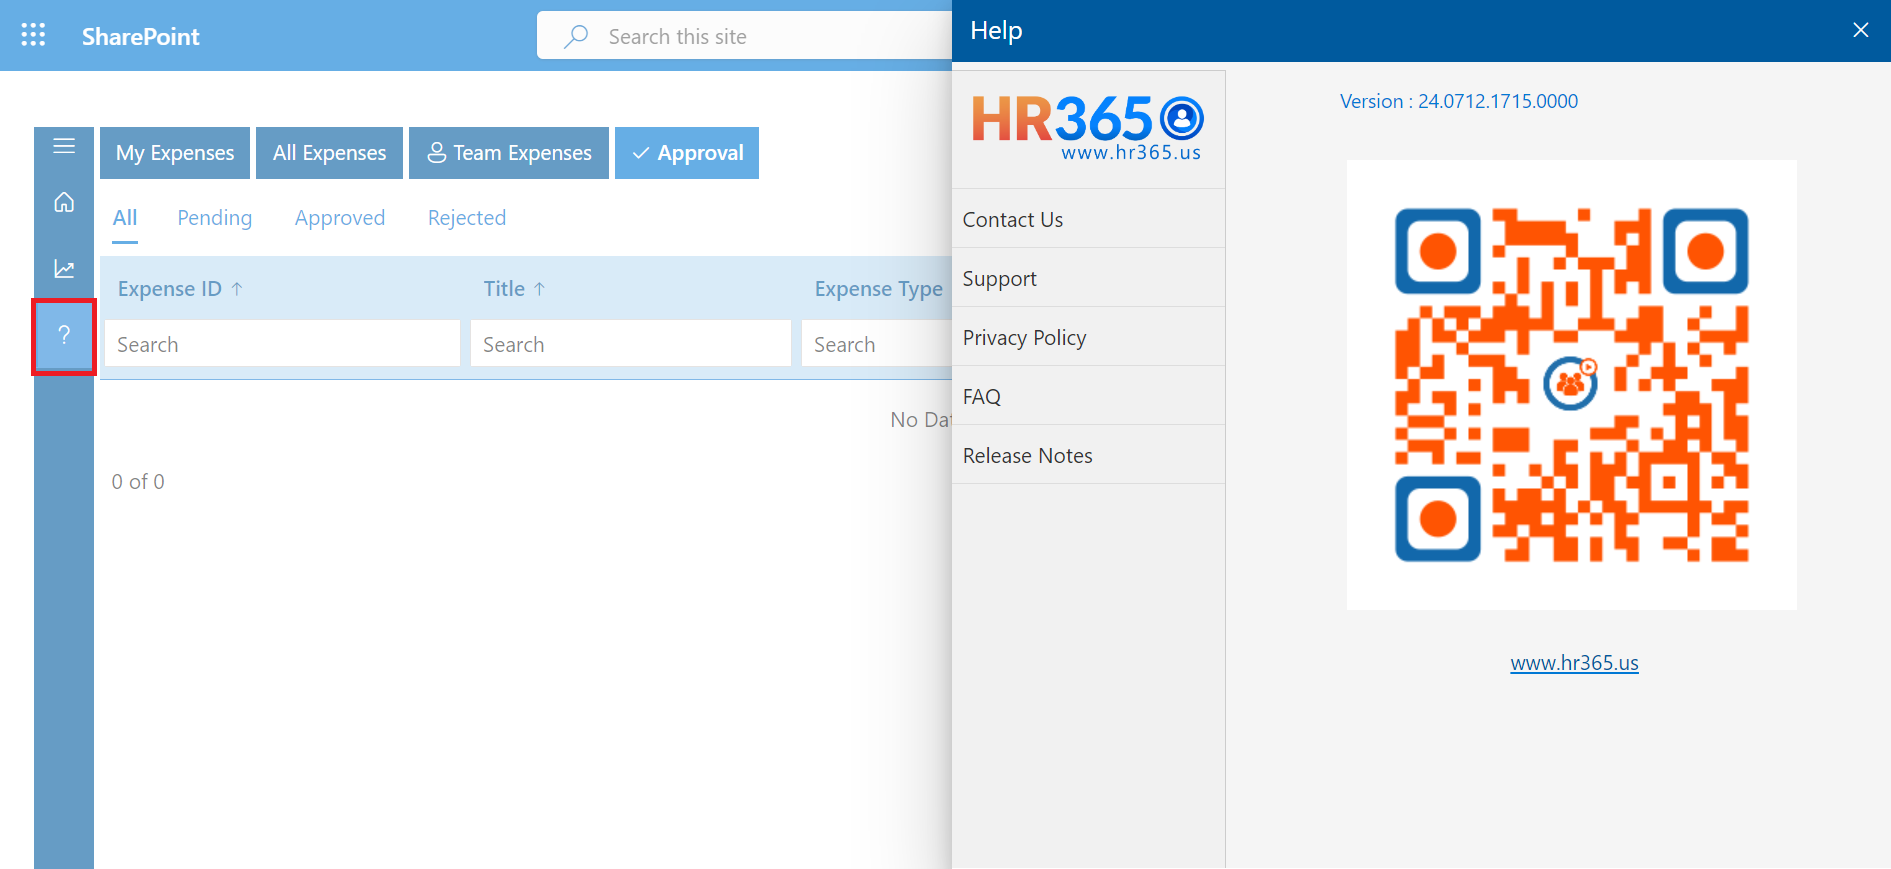 SharePoint
Search this site
Help
My Expenses
All Expenses
Team Expenses
Approval
All
Pending
Approved
Rejected
Expense ID
Title
Expense Type
Search
Search
Search
No Dat
0 of 0
HR365
www.hr365.us
Contact Us
Support
Privacy Policy
FAQ
Release Notes
Version : 24.0712.1715.0000
www.hr365.us